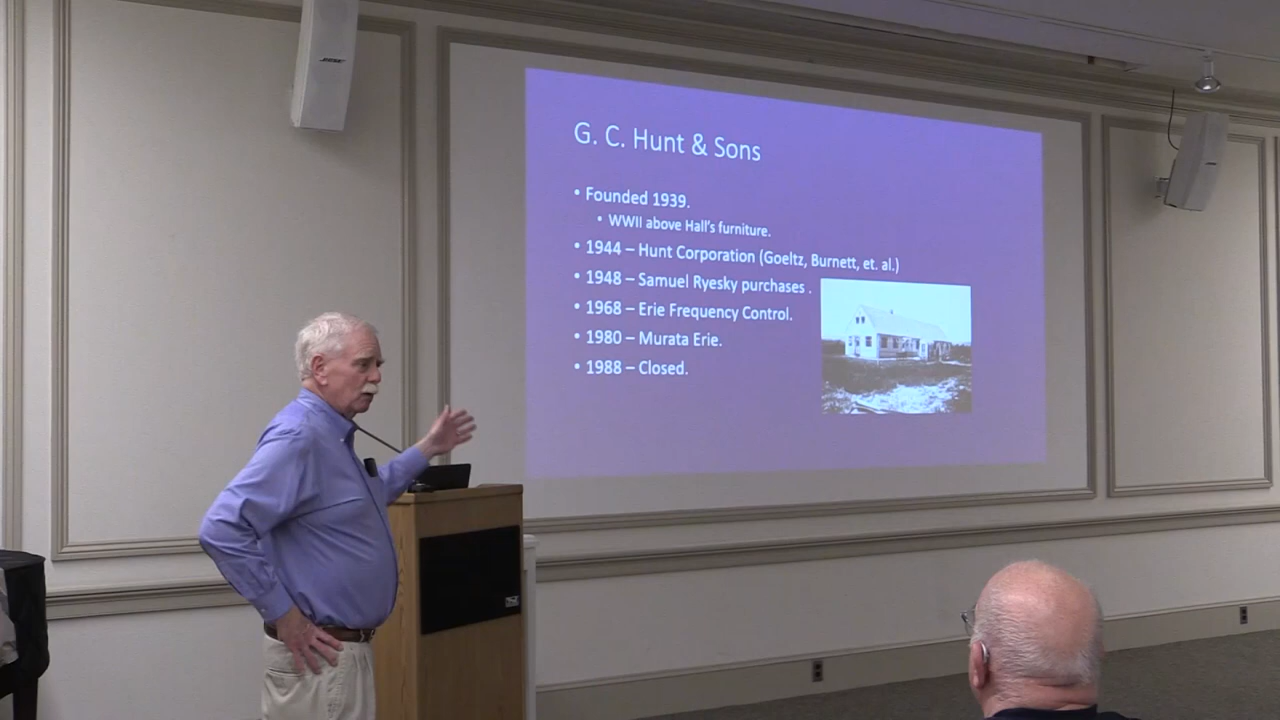 BOSE
G. C. Hunt & Sons
• Founded 1939.
• WWII above Hall's furniture.
• 1944 – Hunt Corporation (Goeltz, Burnett, et. al.)
• 1948 – Samuel Ryesky purchases .
• 1968 – Erie Frequency Control.
• 1980 – Murata Erie.
• 1988 – Closed.